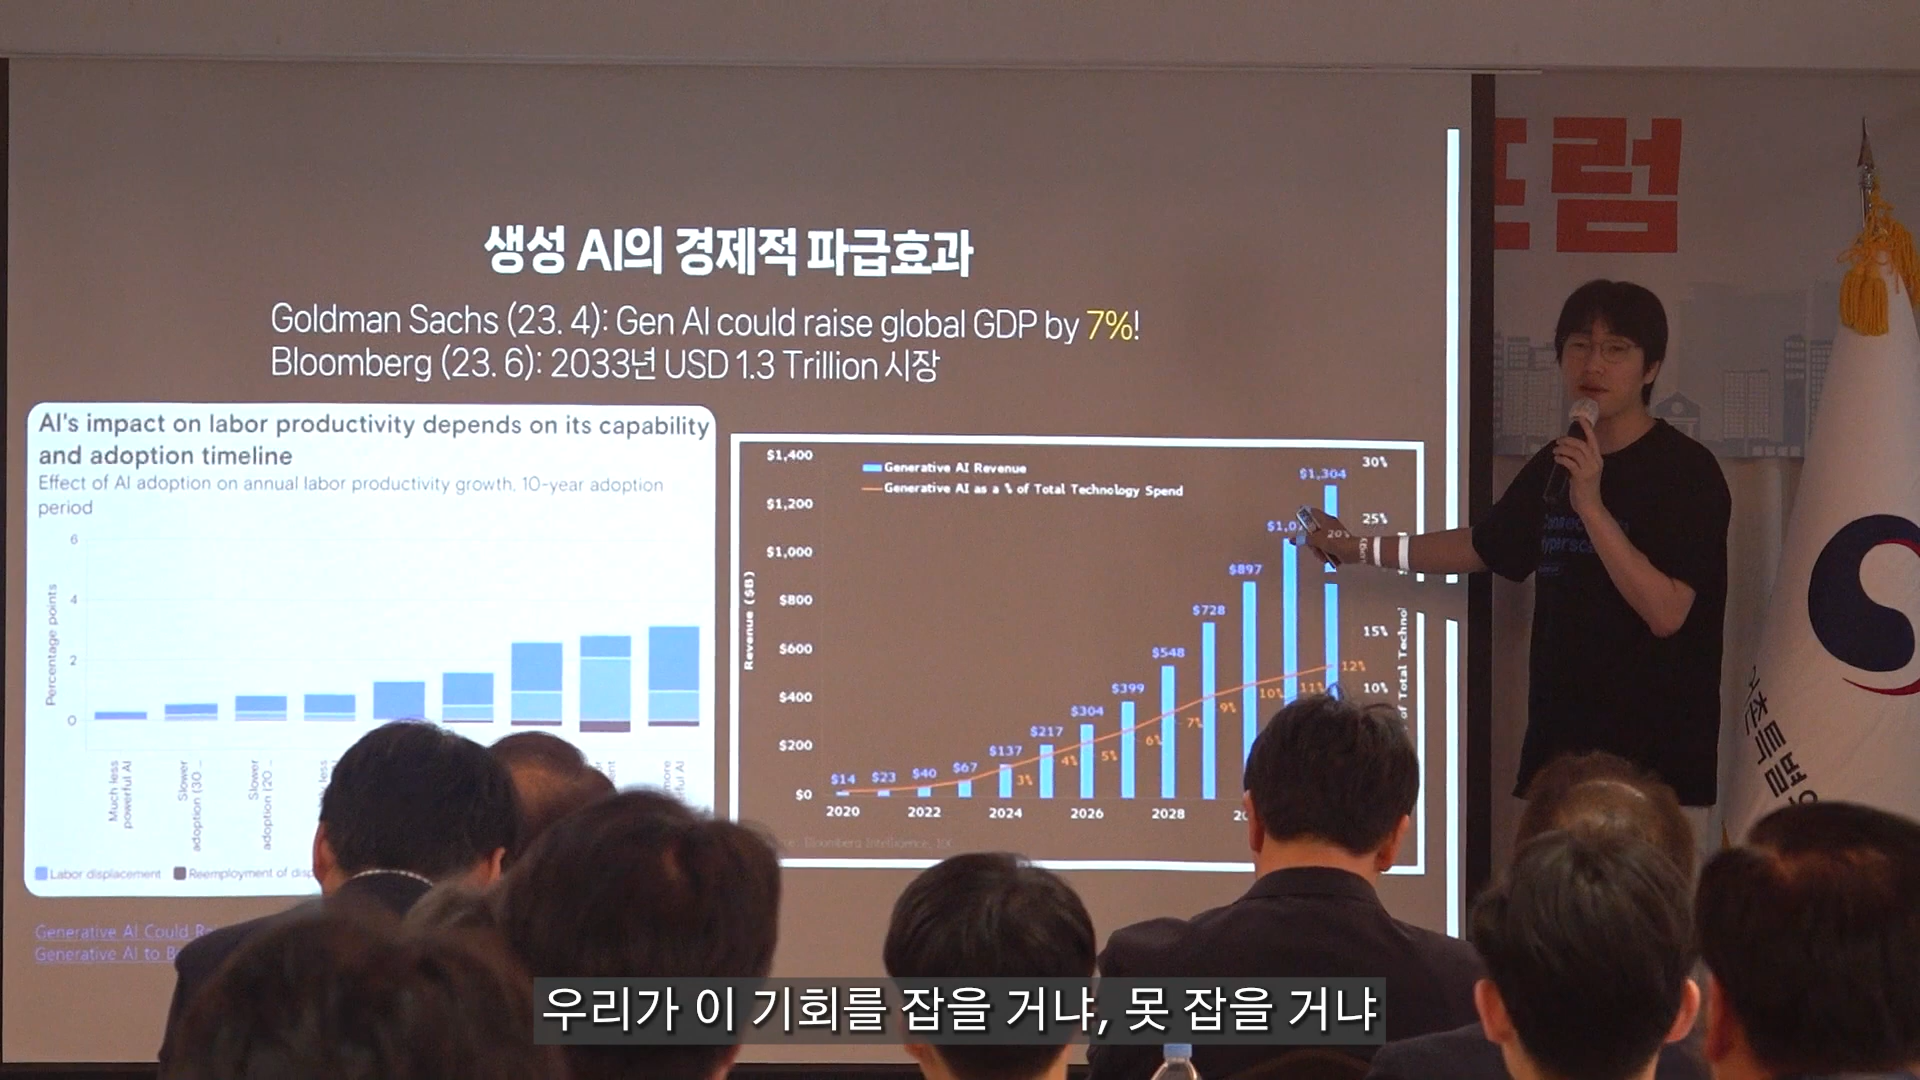 럼
생성 AI의 경제적 파급효과
Goldman Sachs (23. 4): Gen AI could raise global GDP by 7%!
Bloomberg (23. 6): 2033년 USD 1.3 Trillion 시장
AI's impact on labor productivity depends on its capability
and adoption timeline
Effect of AI adoption on annual labor productivity growth, 10-year adoption
period
6
4
2
0
Percentage points
Much less
powerful AI
Slower
adoption (30 ...
Slower
adoption (20 ...
less
more
Labor displacement
Reemployment of disp
Generative AI Could
Generative AI to
Generative AI Revenue
Generative AI as a % of Total Technology Spend
$1,400
$1,200
$1,000
$800
$600
$400
$200
$0
Revenue ($B)
$14
$23
$40
$67
$137
$217
$304
$399
$548
$728
$897
$1,304
3%
4%
5%
6%
7%
9%
10%
11%
12%
30%
25%
20%
15%
10%
of Total Techno
2020
2022
2024
2026
2028
우리가 이 기회를 잡을 거냐, 못 잡을 거냐